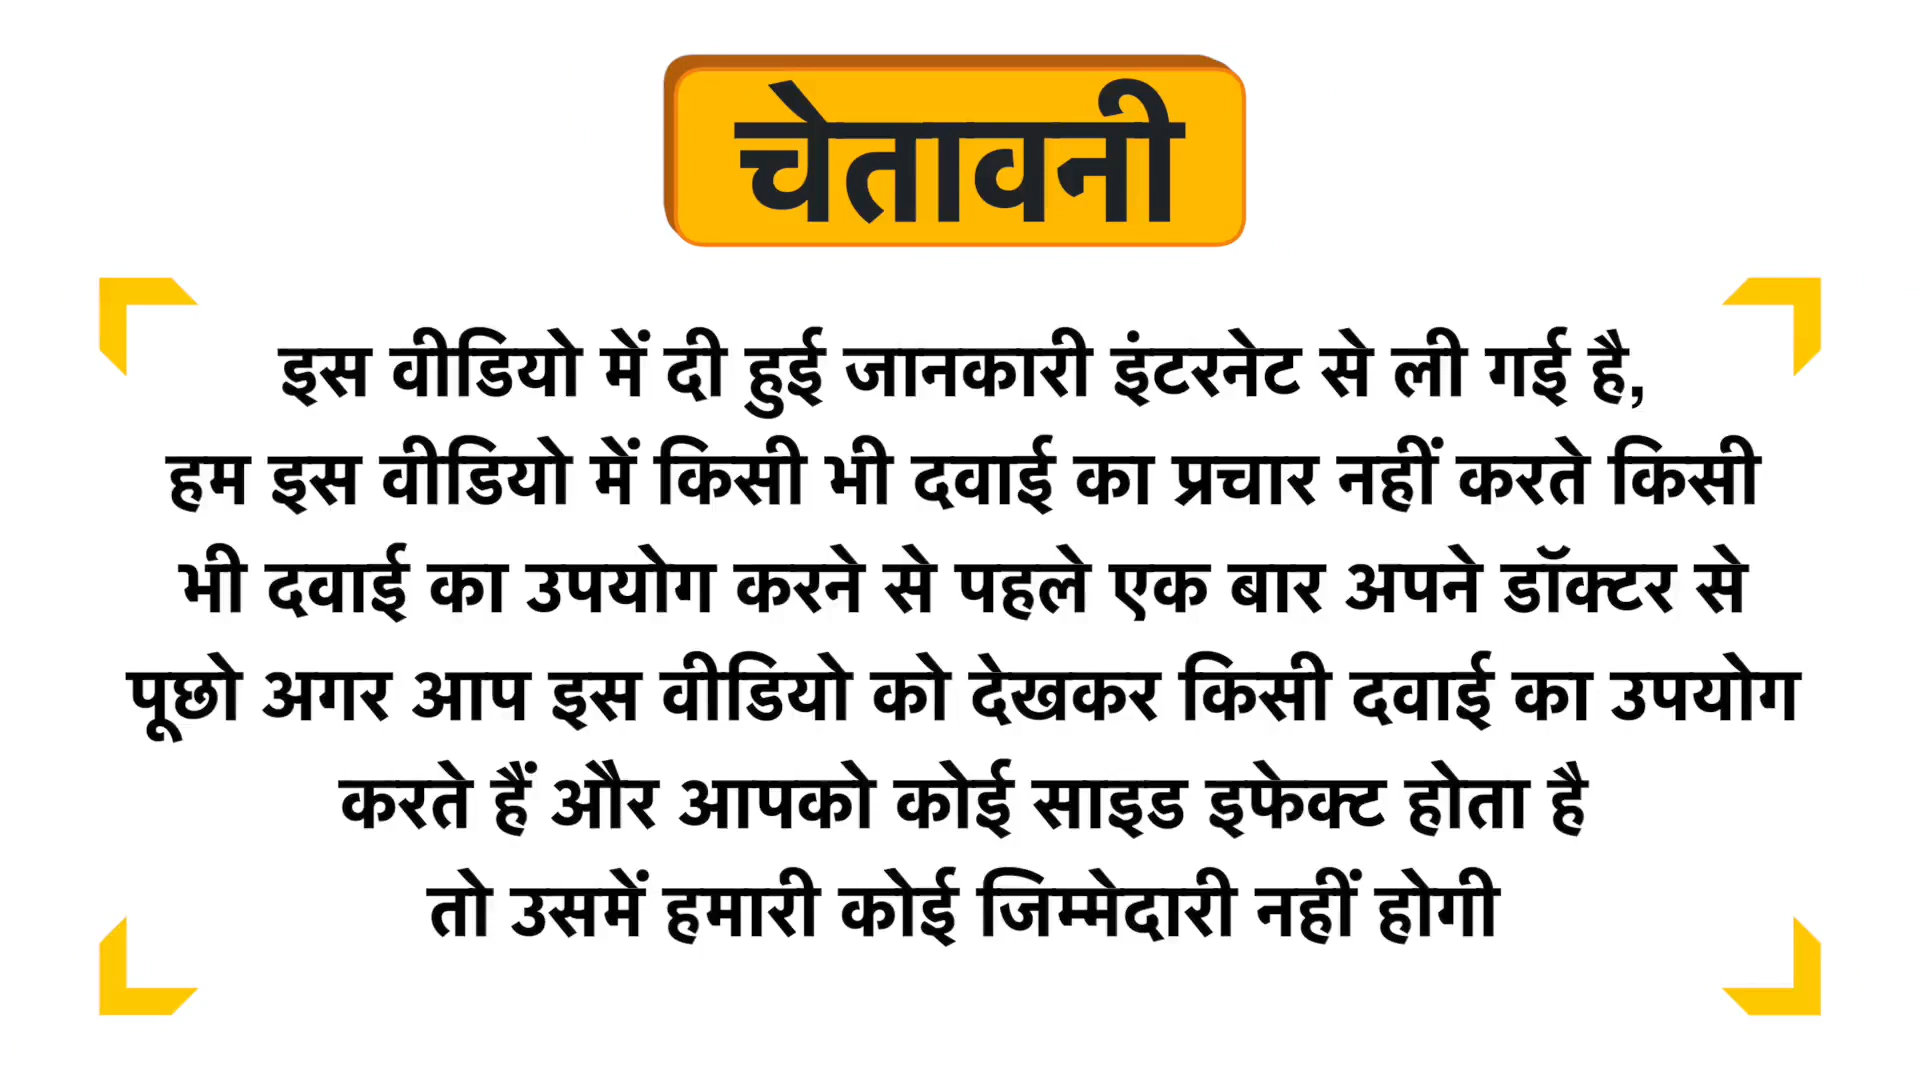 चेतावनी
इस वीडियो में दी हुई जानकारी इंटरनेट से ली गई है,
हम इस वीडियो में किसी भी दवाई का प्रचार नहीं करते किसी
भी दवाई का उपयोग करने से पहले एक बार अपने डॉक्टर से
पूछो अगर आप इस वीडियो को देखकर किसी दवाई का उपयोग
करते हैं और आपको कोई साइड इफेक्ट होता है
तो उसमें हमारी कोई जिम्मेदारी नहीं होगी